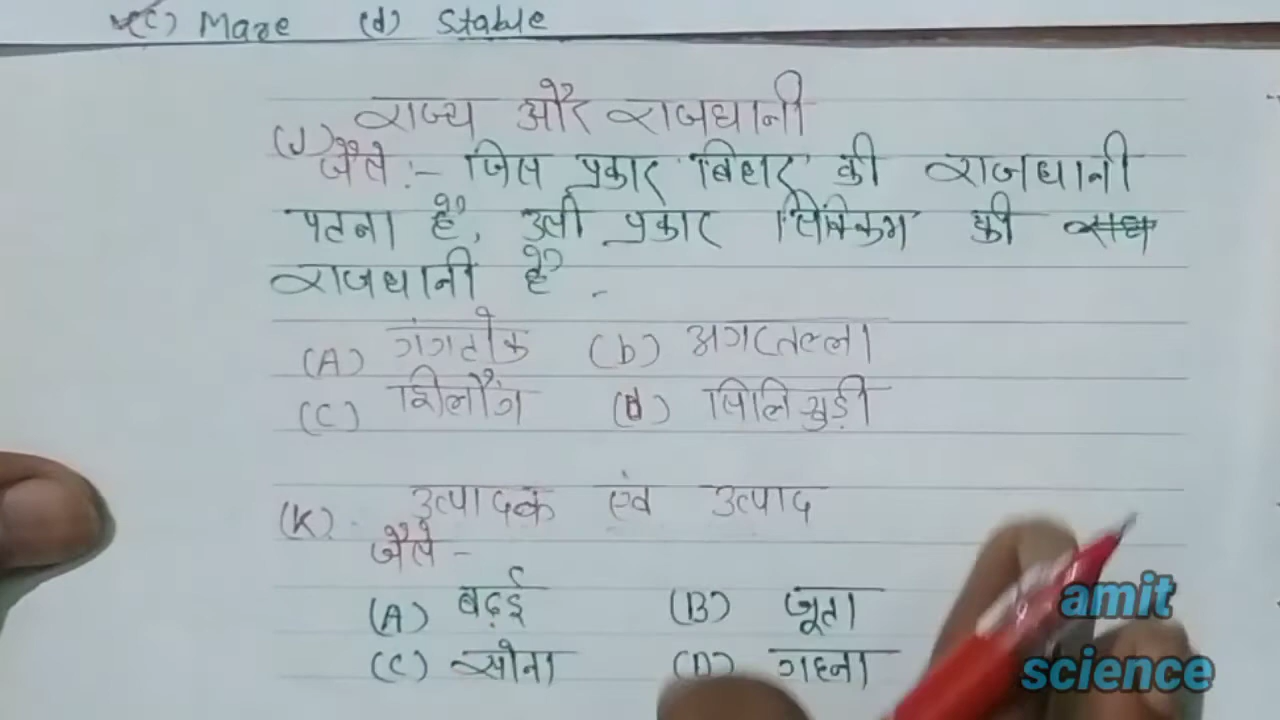 (C) Maze (d) Stable
राज्य और राजधानी
(J) जैसे :- जिस प्रकार बिहार की राजधानी
पटना है, उसी प्रकार सिक्किम की
राजधानी है -
(A) गंगटोक (b) अगरतल्ला
(C) शिलौंग (d) सिलिगुड़ी
(K) उत्पादक एंव उत्पाद
जैसे -
(A) बढ़ई (B) जूता
(C) सोना (D) गहना
amit
science